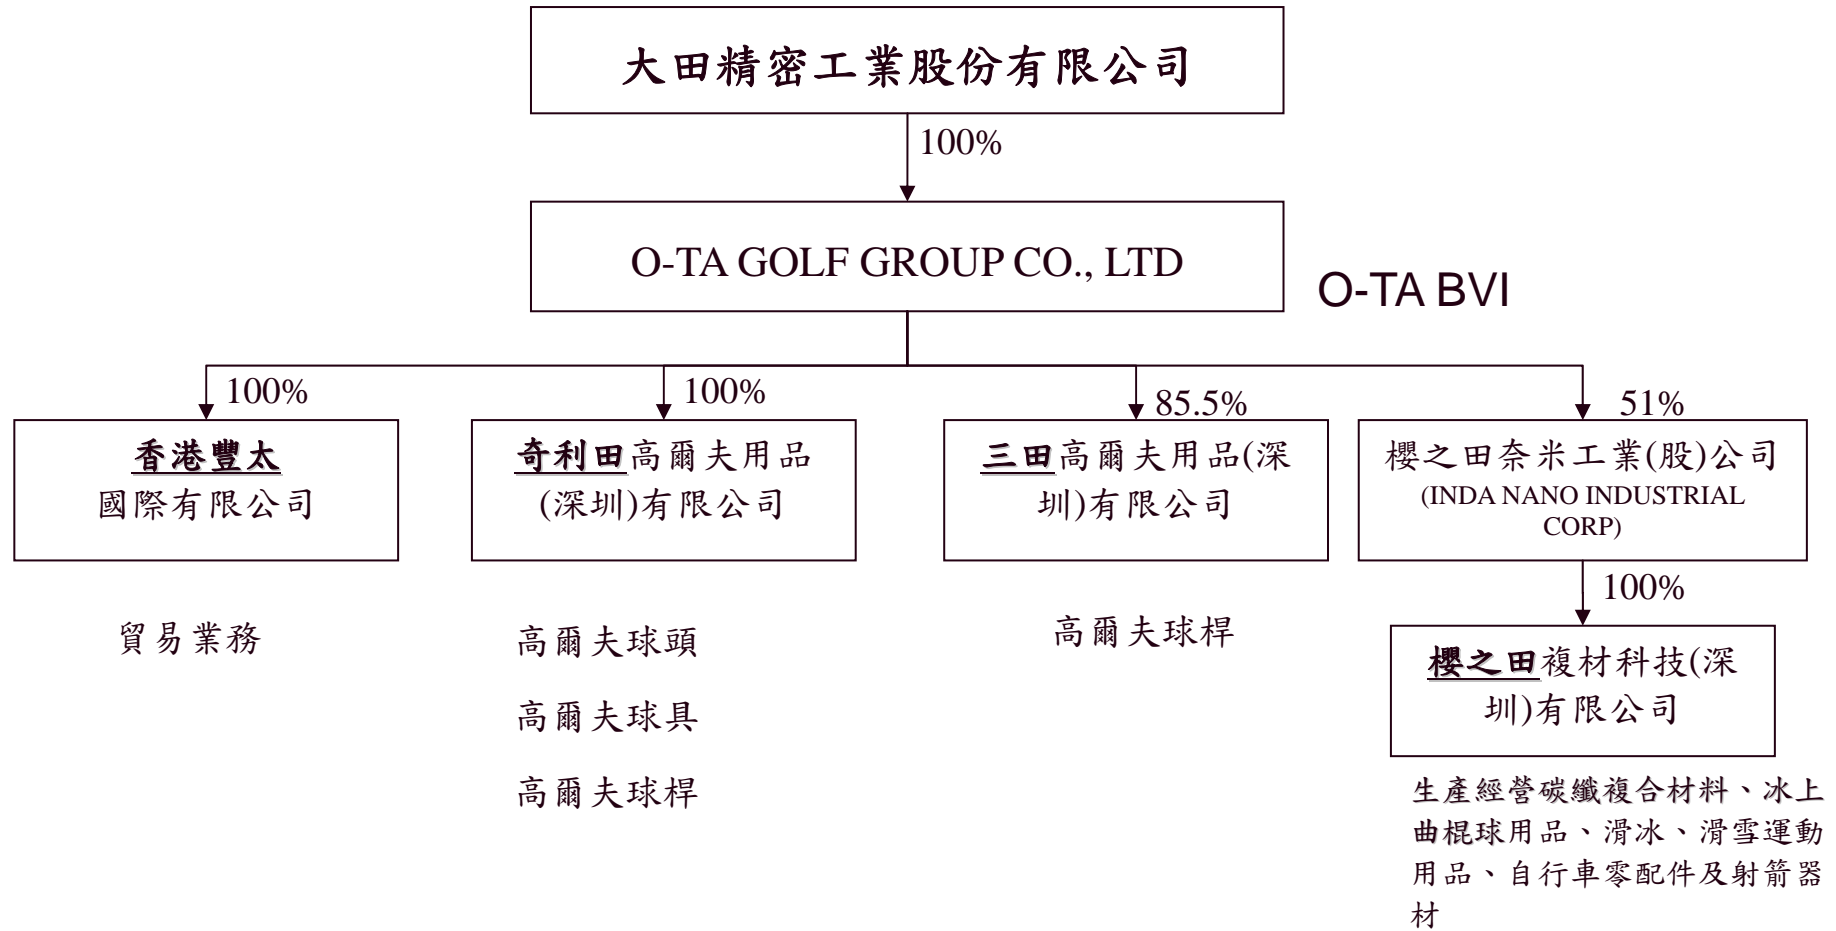 大田精密工業股份有限公司
100%
O-TA GOLF GROUP CO., LTD
O-TA BVI
100%
100%
85.5%
51%
香港豐太
國際有限公司
奇利田高爾夫用品
(深圳)有限公司
三田高爾夫用品(深
圳)有限公司
櫻之田奈米工業(股)公司
(INDA NANO INDUSTRIAL
CORP)
100%
貿易業務
高爾夫球頭
高爾夫球具
高爾夫球桿
高爾夫球桿
櫻之田複材科技(深
圳)有限公司
生產經營碳纖複合材料、冰上
曲棍球用品、滑冰、滑雪運動
用品、自行車零配件及射箭器
材